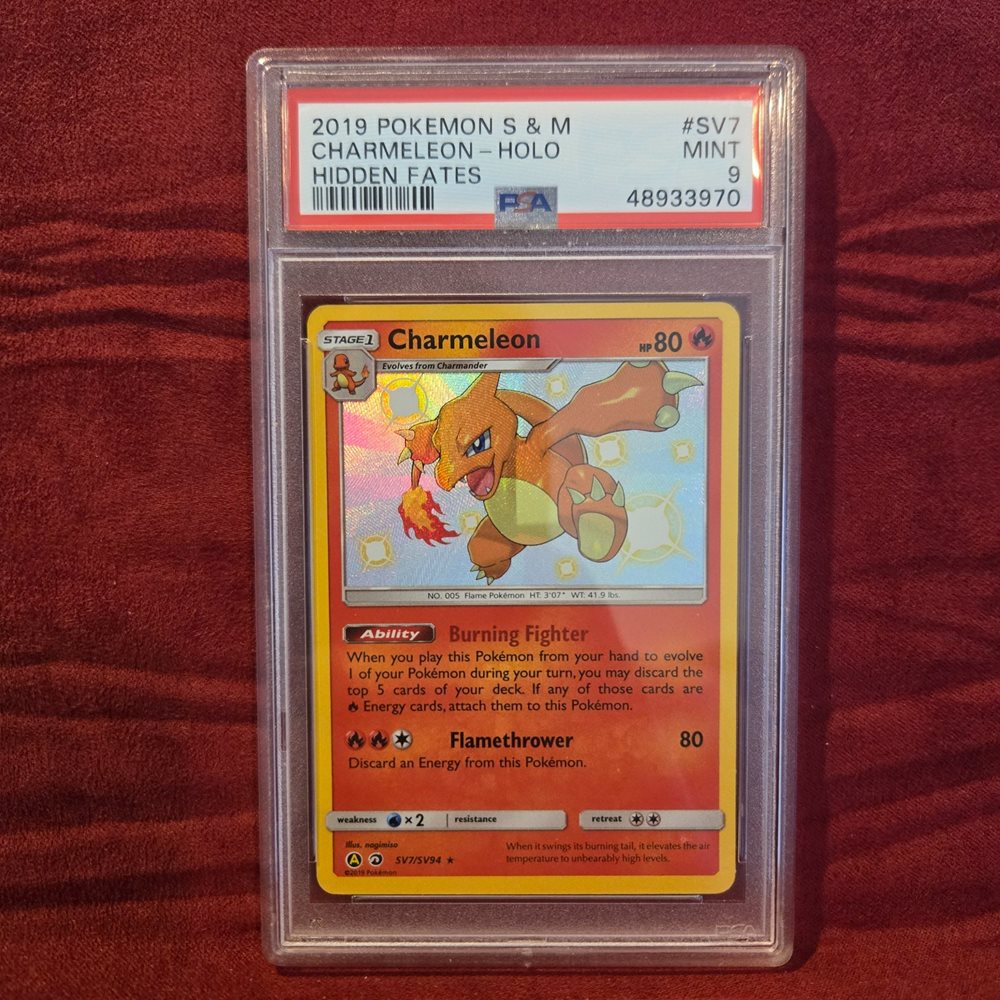 2019 POKEMON S & M #SV7
CHARMELEON - HOLO MINT
HIDDEN FATES 9
PSA 48933970
STAGE 1 Charmeleon HP 80
Evolves from Charmander
NO. 005 Flame Pokémon HT: 3'07" WT: 41.9 lbs.
Ability Burning Fighter
When you play this Pokémon from your hand to evolve
1 of your Pokémon during your turn, you may discard the
top 5 cards of your deck. If any of those cards are
Energy cards, attach them to this Pokémon.
Flamethrower 80
Discard an Energy from this Pokémon.
weakness ×2 resistance retreat
Illus. nagimiso
When it swings its burning tail, it elevates the air
temperature to unbearably high levels.
A SV7/SV94
©2019 Pokémon
PSA